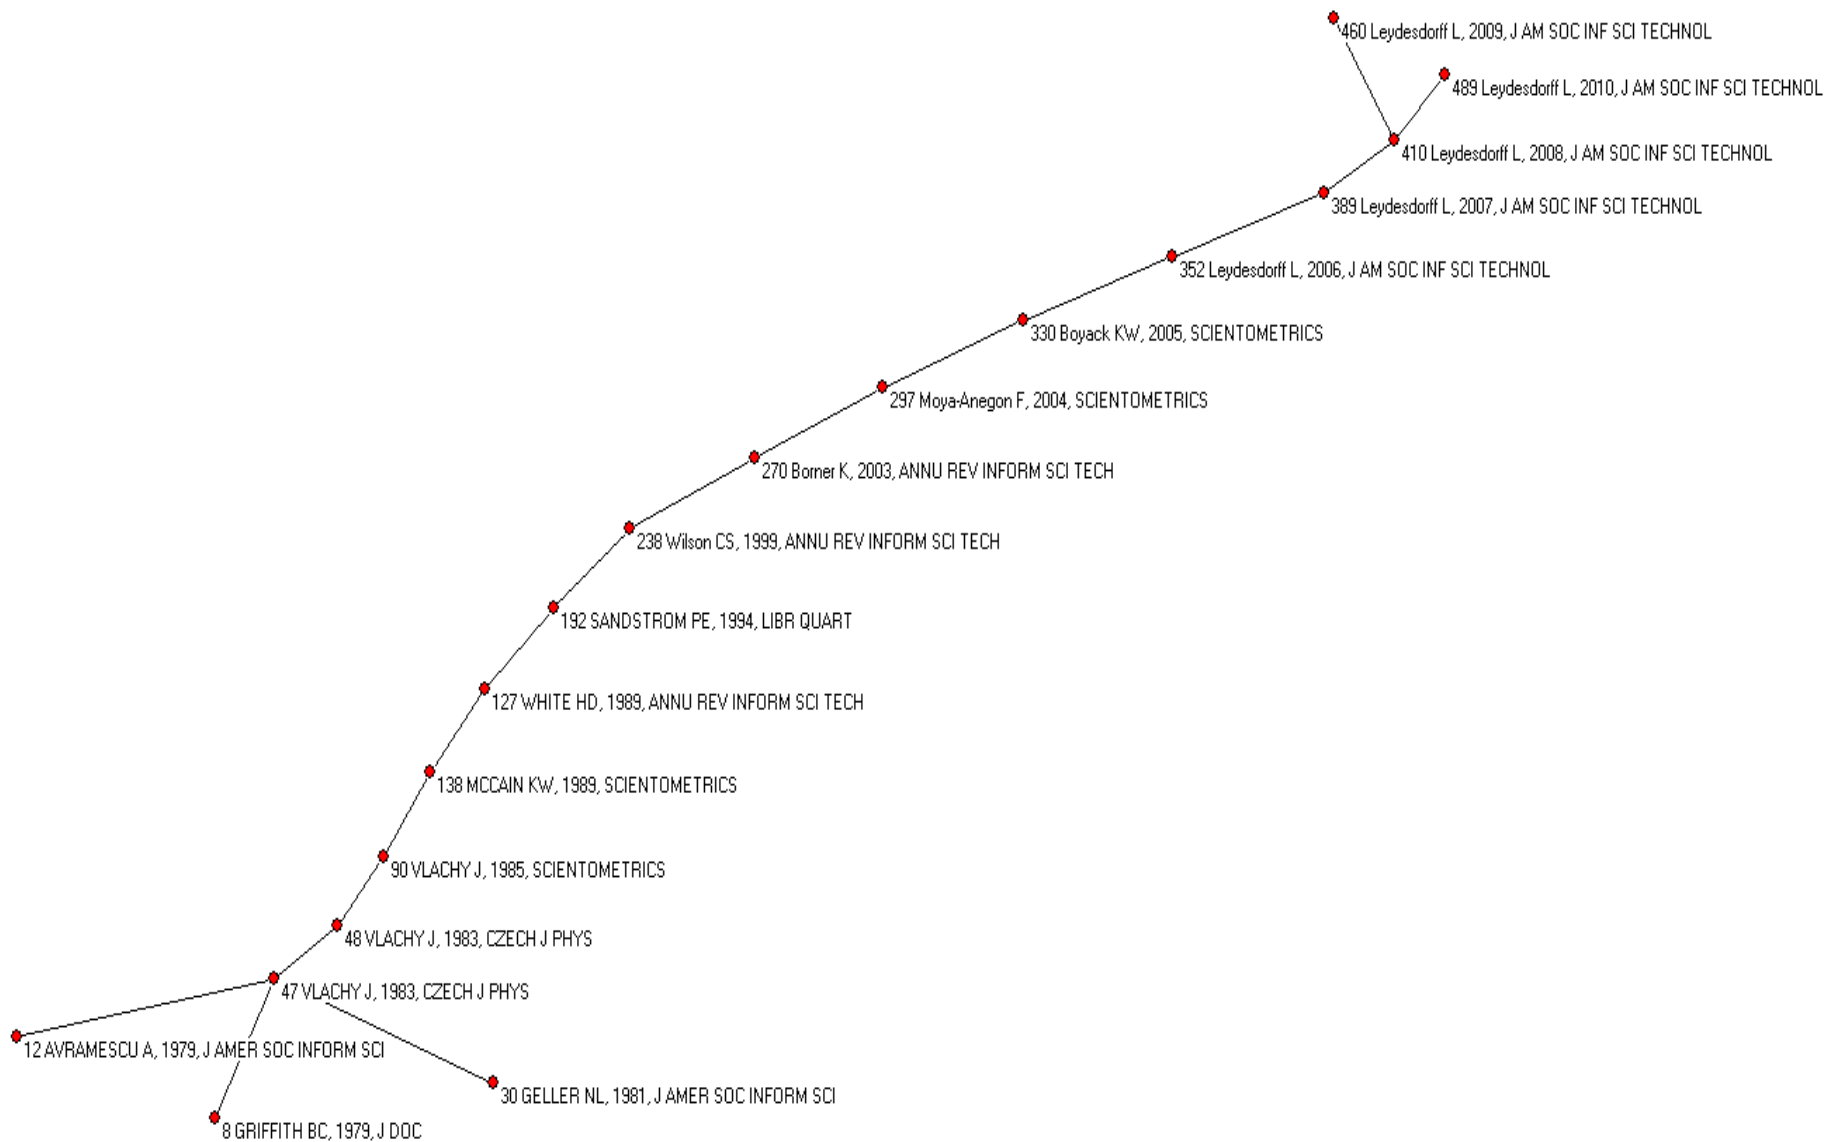 460 Leydesdorff L, 2009, J AM SOC INF SCI TECHNOL
489 Leydesdorff L, 2010, J AM SOC INF SCI TECHNOL
410 Leydesdorff L, 2008, J AM SOC INF SCI TECHNOL
389 Leydesdorff L, 2007, J AM SOC INF SCI TECHNOL
352 Leydesdorff L, 2006, J AM SOC INF SCI TECHNOL
330 Boyack KW, 2005, SCIENTOMETRICS
297 Moya-Anegon F, 2004, SCIENTOMETRICS
270 Borner K, 2003, ANNU REV INFORM SCI TECH
238 Wilson CS, 1999, ANNU REV INFORM SCI TECH
192 SANDSTROM PE, 1994, LIBR QUART
127 WHITE HD, 1989, ANNU REV INFORM SCI TECH
138 MCCAIN KW, 1989, SCIENTOMETRICS
90 VLACHY J, 1985, SCIENTOMETRICS
48 VLACHY J, 1983, CZECH J PHYS
47 VLACHY J, 1983, CZECH J PHYS
12 AVRAMESCU A, 1979, J AMER SOC INFORM SCI
30 GELLER NL, 1981, J AMER SOC INFORM SCI
8 GRIFFITH BC, 1979, J DOC